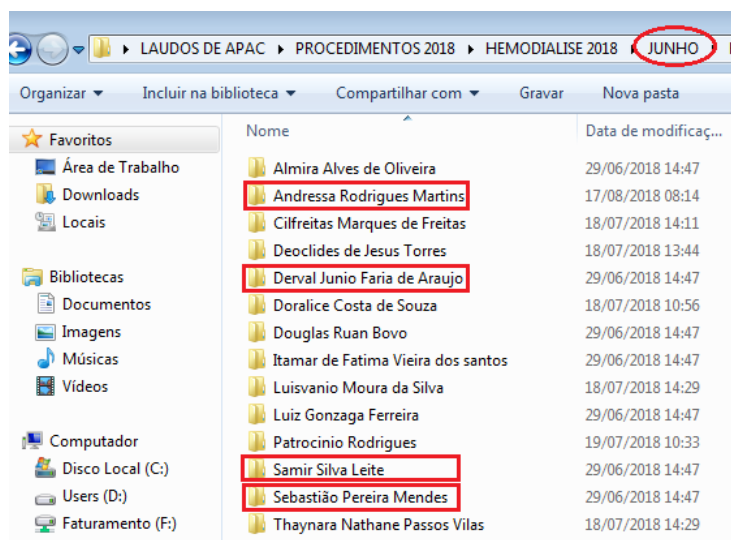 LAUDOS DE APAC PROCEDIMENTOS 2018 HEMODIALISE 2018 JUNHO
Organizar Incluir na biblioteca Compartilhar com Gravar Nova pasta
Favoritos
Área de Trabalho
Downloads
Locais
Bibliotecas
Documentos
Imagens
Músicas
Vídeos
Computador
Disco Local (C:)
Users (D:)
Faturamento (F:)
Nome Data de modificaç...
Almira Alves de Oliveira 29/06/2018 14:47
Andressa Rodrigues Martins 17/08/2018 08:14
Cilfreitas Marques de Freitas 18/07/2018 14:11
Deoclides de Jesus Torres 18/07/2018 13:44
Derval Junio Faria de Araujo 29/06/2018 14:47
Doralice Costa de Souza 18/07/2018 10:56
Douglas Ruan Bovo 29/06/2018 14:47
Itamar de Fatima Vieira dos santos 29/06/2018 14:47
Luisvanio Moura da Silva 18/07/2018 14:29
Luiz Gonzaga Ferreira 29/06/2018 14:47
Patrocinio Rodrigues 19/07/2018 10:33
Samir Silva Leite 29/06/2018 14:47
Sebastião Pereira Mendes 29/06/2018 14:47
Thaynara Nathane Passos Vilas 18/07/2018 14:29